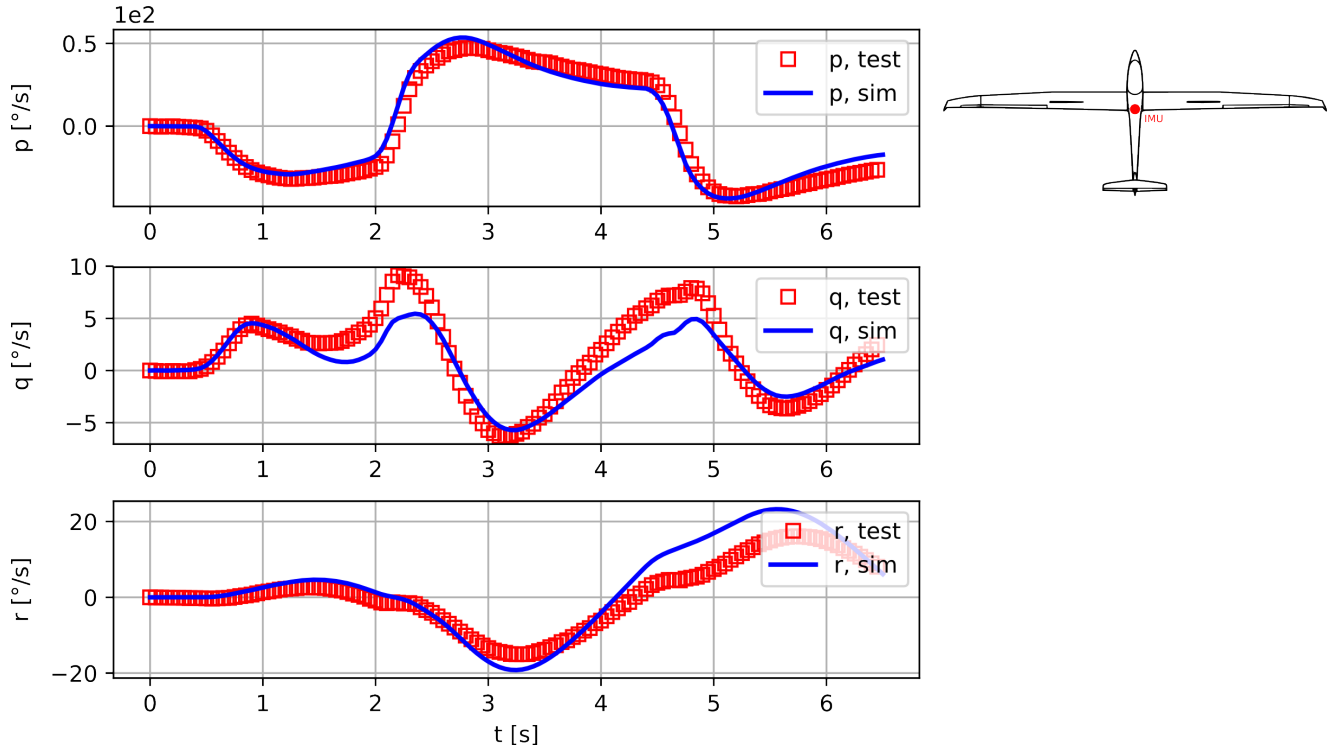 1e2
p [°/s]
0.5
0.0
p, test
p, sim
0 1 2 3 4 5 6
IMU
q [°/s]
10
5
0
−5
q, test
q, sim
0 1 2 3 4 5 6
r [°/s]
20
0
−20
r, test
r, sim
0 1 2 3 4 5 6
t [s]